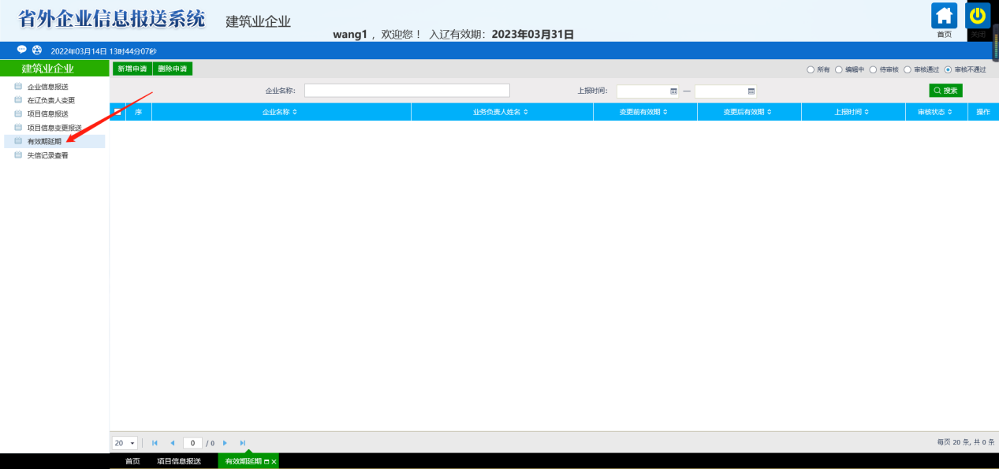 省外企业信息报送系统 建筑业企业
wang1 ，欢迎您！ 入辽有效期：2023年03月31日
首页 关闭
2022年03月14日 13时44分07秒
建筑业企业
企业信息报送
在辽负责人变更
项目信息报送
项目信息变更报送
有效期延期
失信记录查看
新增申请 删除申请
所有 编辑中 待审核 审核通过 审核不通过
企业名称: 上报时间: — 搜索
序 企业名称 业务负责人姓名 变更前有效期 变更后有效期 上报时间 审核状态 操作
20 0 / 0 每页 20 条, 共 0 条
首页 项目信息报送 有效期延期